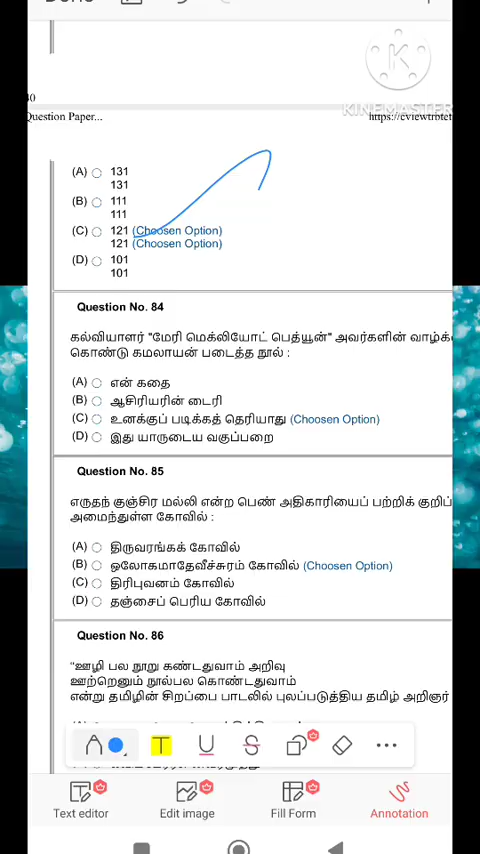 KINEMASTER
Question Paper...
(A) 131
131
(B) 111
111
(C) 121 (Choosen Option)
121 (Choosen Option)
(D) 101
101
Question No. 84
கல்வியாளர் "மேரி மெக்லியோட் பெத்யூன்" அவர்களின்
கொண்டு கமலாயன் படைத்த நூல் :
(A) என் கதை
(B) ஆசிரியரின் டைரி
(C) உனக்குப் படிக்கத் தெரியாது (Choosen Option)
(D) இது யாருடைய வகுப்பறை
Question No. 85
எருதந் குஞ்சிர மல்லி என்ற பெண் அதிகாரியைப் பற்றிக்
அமைந்துள்ள கோவில் :
(A) திருவரங்கக் கோவில்
(B) ஒலோகமாதேவீச்சுரம் கோவில் (Choosen Option)
(C) திரிபுவனம் கோவில்
(D) தஞ்சைப் பெரிய கோவில்
Question No. 86
"ஊழி பல நூறு கண்டதுவாம் அறிவு
ஊற்றெனும் நூல்பல கொண்டதுவாம்
என்று தமிழின் சிறப்பை பாடலில் புலப்படுத்திய தமிழ் அறிஞர்
Text editor
Edit image
Fill Form
Annotation